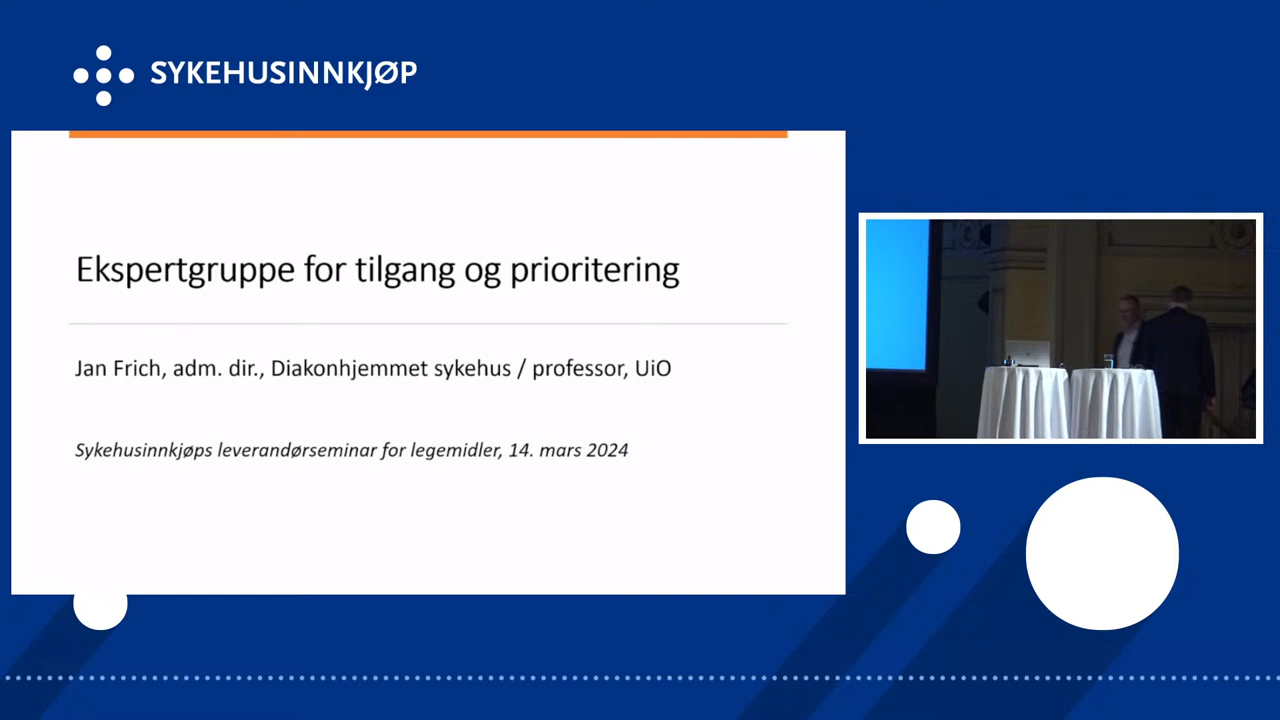 SYKEHUSINNKJØP
Ekspertgruppe for tilgang og prioritering
Jan Frich, adm. dir., Diakonhjemmet sykehus / professor, UiO
Sykehusinnkjøps leverandørseminar for legemidler, 14. mars 2024